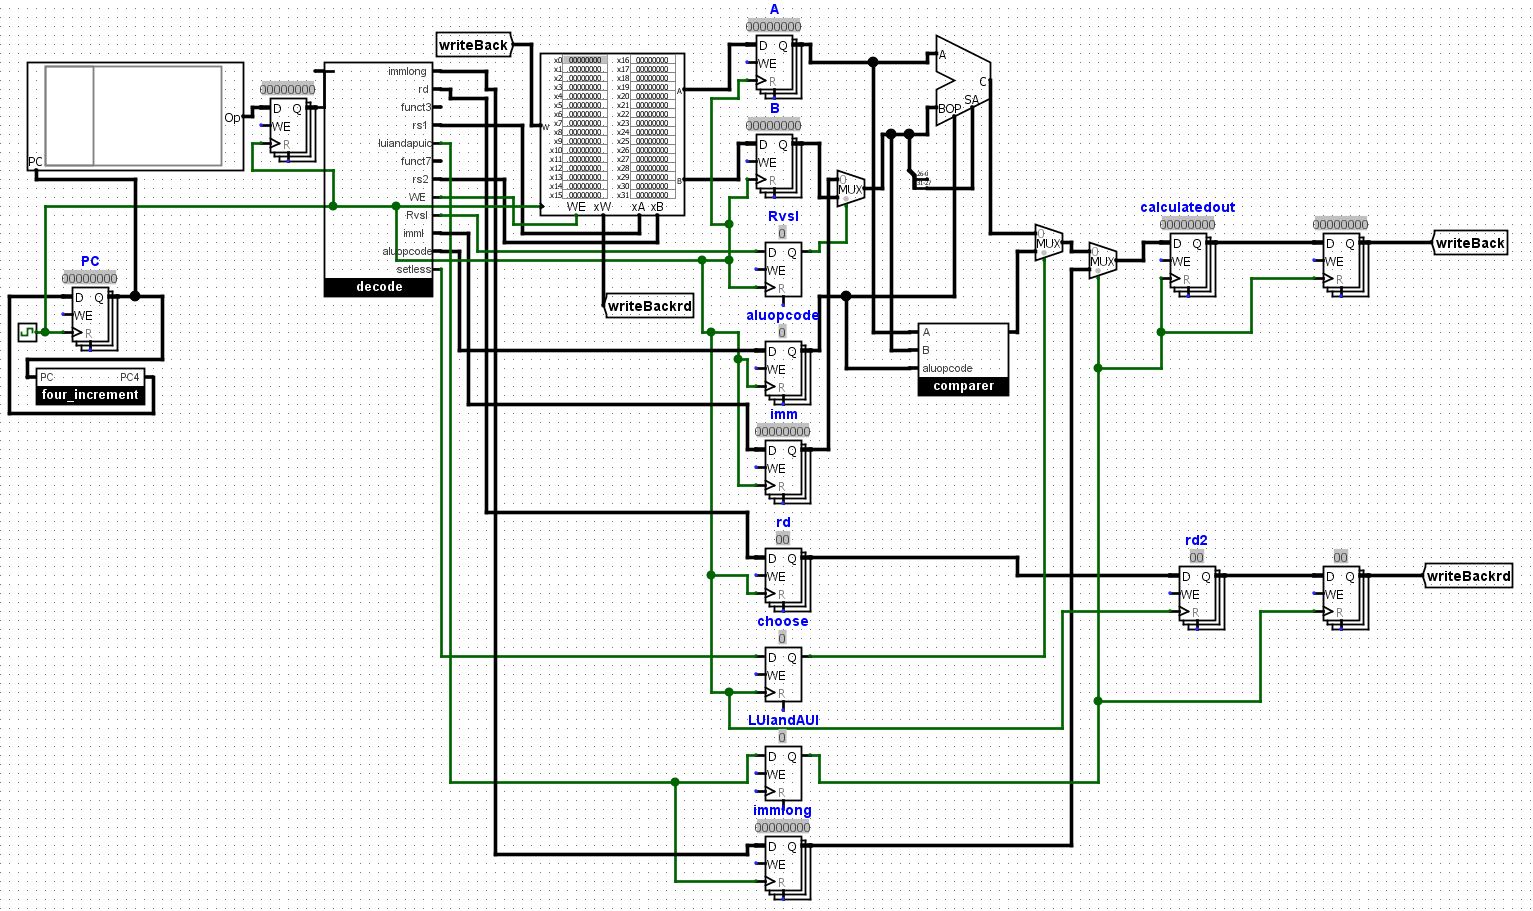 A
00000000
D Q
WE
R
writeBack
x0 00000000 x16 00000000
x1 00000000 x17 00000000
x2 00000000 x18 00000000
x3 00000000 x19 00000000
x4 00000000 x20 00000000
x5 00000000 x21 00000000
x6 00000000 x22 00000000
x7 00000000 x23 00000000
x8 00000000 x24 00000000
x9 00000000 x25 00000000
x10 00000000 x26 00000000
x11 00000000 x27 00000000
x12 00000000 x28 00000000
x13 00000000 x29 00000000
x14 00000000 x30 00000000
x15 00000000 x31 00000000
W
A
B
WE xW xA xB
PC
Op
00000000
D Q
WE
R
immlong
rd
funct3
rs1
luiandapuic
funct7
rs2
WE
Rvsl
imml
aluopcode
setless
decode
PC
00000000
D Q
WE
R
PC PC4
four_increment
writeBackrd
B
00000000
D Q
WE
R
Rvsl
0
D Q
WE
R
aluopcode
0
D Q
WE
R
imm
00000000
D Q
WE
R
rd
00
D Q
WE
R
choose
0
D Q
WE
R
LUIandAUI
0
D Q
WE
R
immlong
00000000
D Q
WE
R
0
MUX
A
C
SA
BOP
26-0
31-27
A
B
aluopcode
comparer
0
MUX
0
MUX
calculatedout
00000000
D Q
WE
R
00000000
D Q
WE
R
writeBack
rd2
00
D Q
WE
R
00
D Q
WE
R
writeBackrd